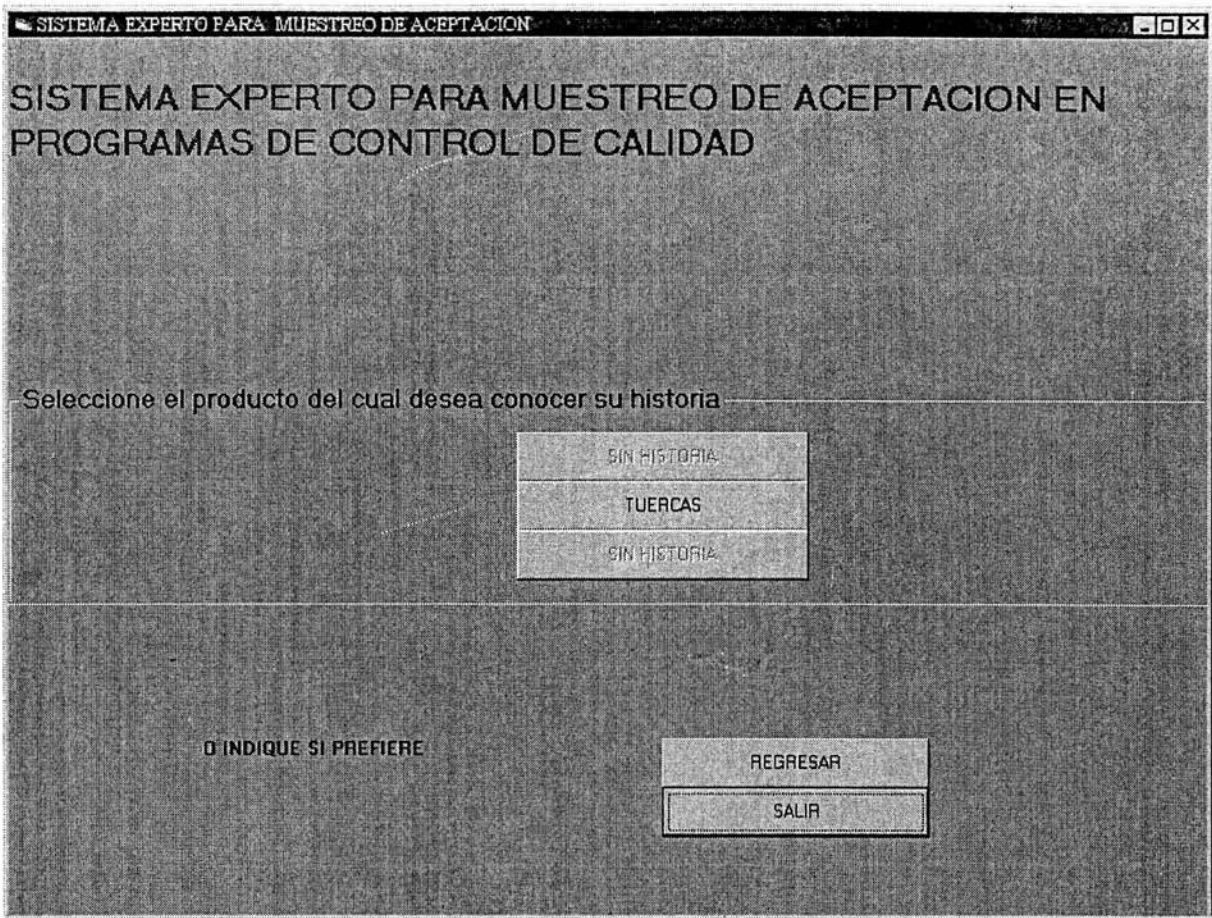 SISTEMA EXPERTO PARA MUESTREO DE ACEPTACION
SISTEMA EXPERTO PARA MUESTREO DE ACEPTACION EN
PROGRAMAS DE CONTROL DE CALIDAD
Seleccione el producto del cual desea conocer su historia
SIN HISTORIA
TUERCAS
SIN HISTORIA
O INDIQUE SI PREFIERE
REGRESAR
SALIR